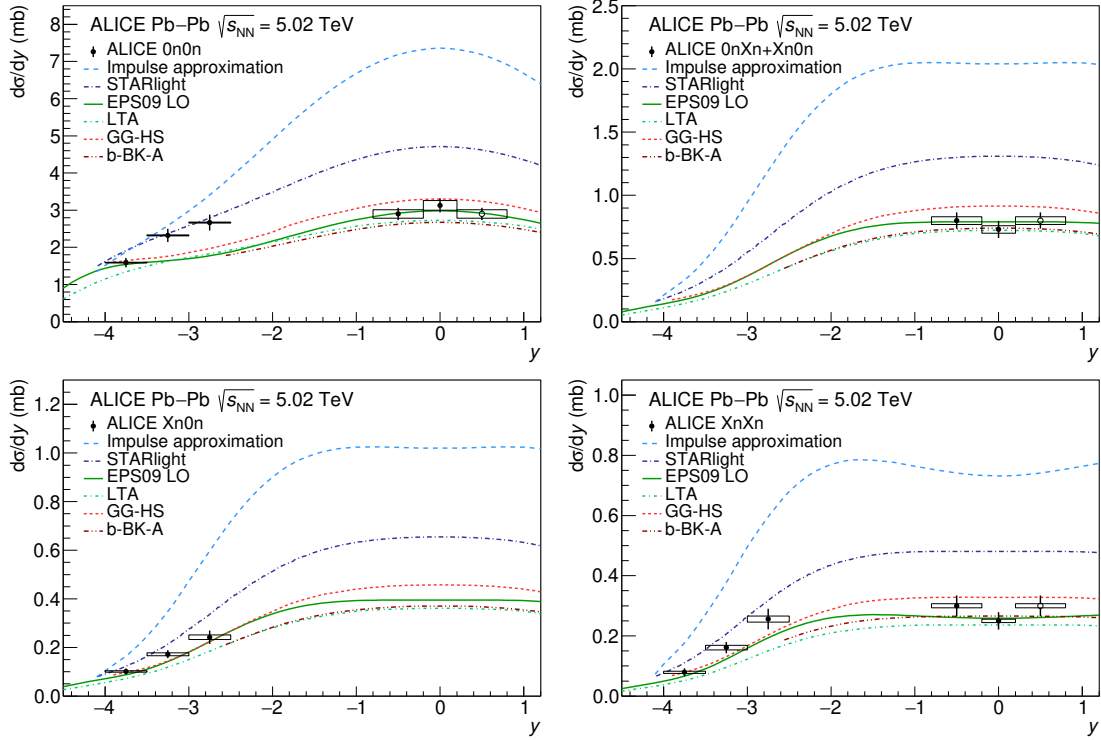 ALICE Pb−Pb √sNN = 5.02 TeV
ALICE 0n0n
Impulse approximation
STARlight
EPS09 LO
LTA
GG-HS
b-BK-A
dσ/dy (mb)
8
7
6
5
4
3
2
1
0
−4 −3 −2 −1 0 1
y
ALICE Pb−Pb √sNN = 5.02 TeV
ALICE 0nXn+Xn0n
Impulse approximation
STARlight
EPS09 LO
LTA
GG-HS
b-BK-A
dσ/dy (mb)
2.5
2.0
1.5
1.0
0.5
0.0
−4 −3 −2 −1 0 1
y
ALICE Pb−Pb √sNN = 5.02 TeV
ALICE Xn0n
Impulse approximation
STARlight
EPS09 LO
LTA
GG-HS
b-BK-A
dσ/dy (mb)
1.2
1.0
0.8
0.6
0.4
0.2
0.0
−4 −3 −2 −1 0 1
y
ALICE Pb−Pb √sNN = 5.02 TeV
ALICE XnXn
Impulse approximation
STARlight
EPS09 LO
LTA
GG-HS
b-BK-A
dσ/dy (mb)
1.0
0.8
0.6
0.4
0.2
0.0
−4 −3 −2 −1 0 1
y